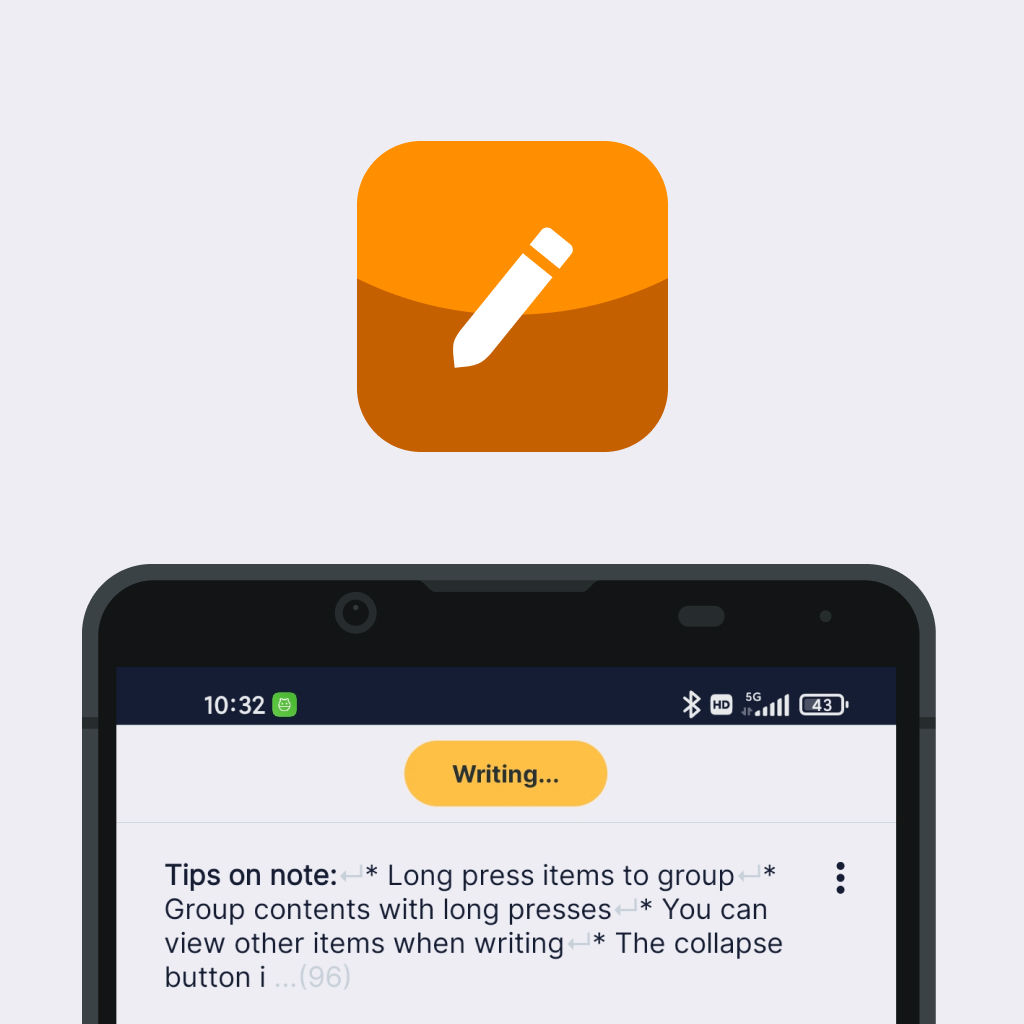 10:32 HD 5G 43
Writing...
Tips on note:↵* Long press items to group↵*
Group contents with long presses↵* You can
view other items when writing↵* The collapse
button i ...(96)